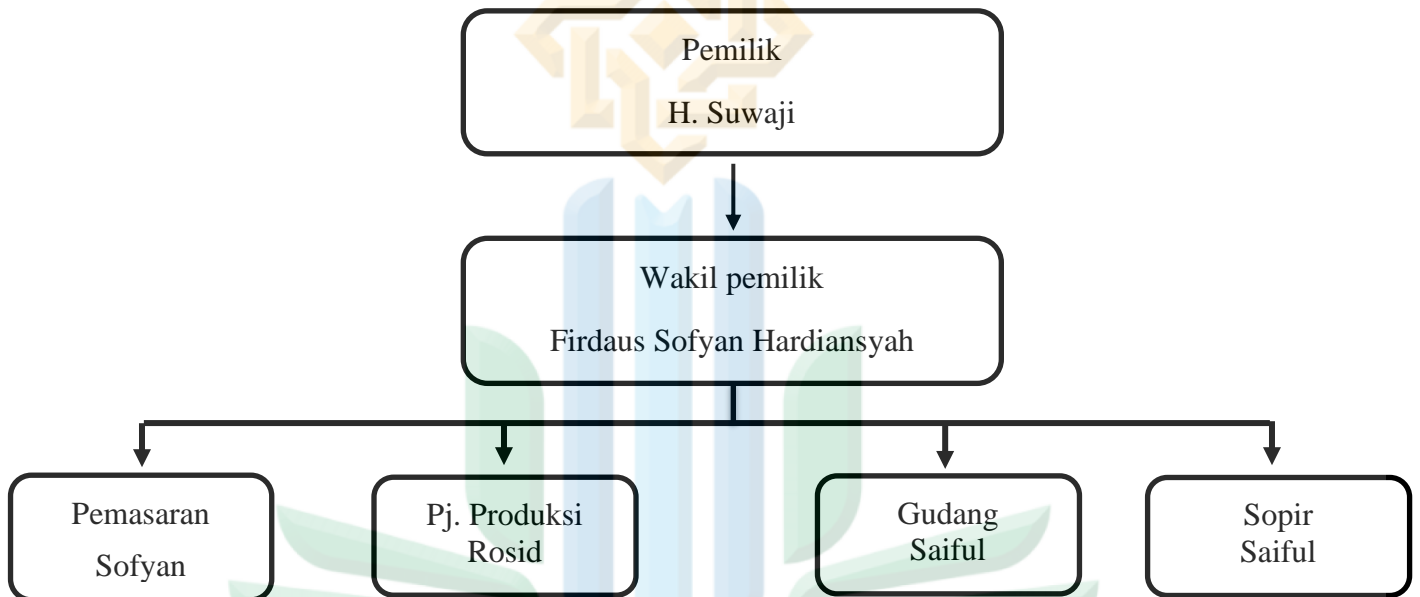 Pemilik
H. Suwaji
Wakil pemilik
Firdaus Sofyan Hardiansyah
Pemasaran
Sofyan
Pj. Produksi
Rosid
Gudang
Saiful
Sopir
Saiful